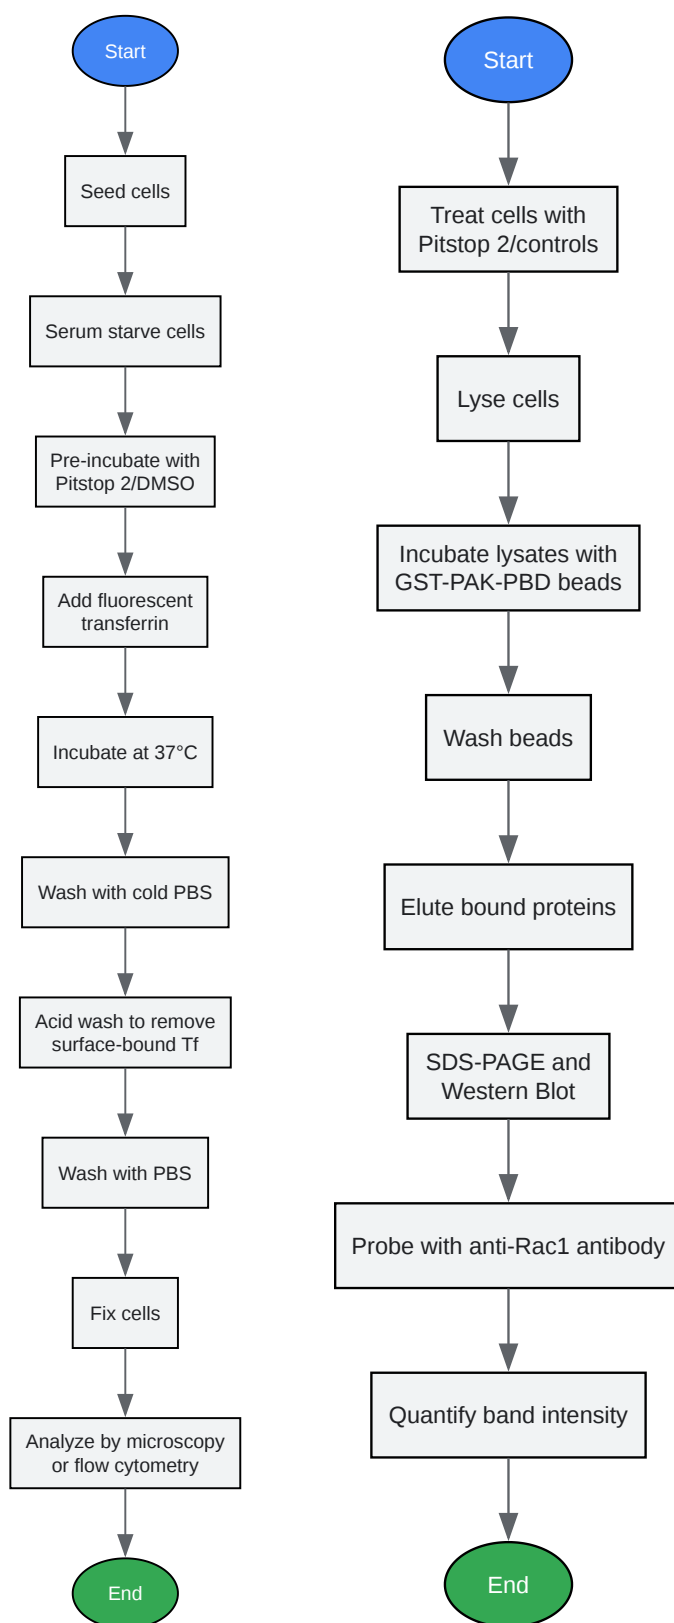 Start
Seed cells
Serum starve cells
Pre-incubate with
Pitstop 2/DMSO
Add fluorescent
transferrin
Incubate at 37°C
Wash with cold PBS
Acid wash to remove
surface-bound Tf
Wash with PBS
Fix cells
Analyze by microscopy
or flow cytometry
End
Start
Treat cells with
Pitstop 2/controls
Lyse cells
Incubate lysates with
GST-PAK-PBD beads
Wash beads
Elute bound proteins
SDS-PAGE and
Western Blot
Probe with anti-Rac1 antibody
Quantify band intensity
End